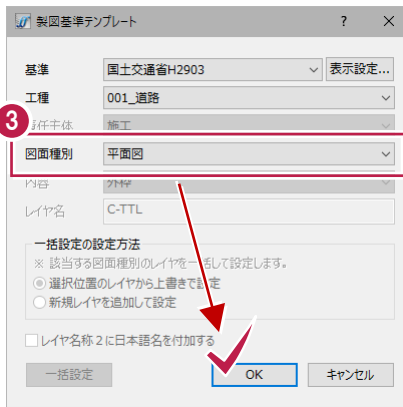 製図基準テンプレート ? ×
基準 国土交通省H2903 表示設定...
工種 001_道路
3
責任主体 施工
図面種別 平面図
内容 外枠
レイヤ名 C-TTL
一括設定の設定方法
※ 該当する図面種別のレイヤを一括して設定します。
選択位置のレイヤから上書きで設定
新規レイヤを追加して設定
レイヤ名称2に日本語名を付加する
一括設定 OK キャンセル